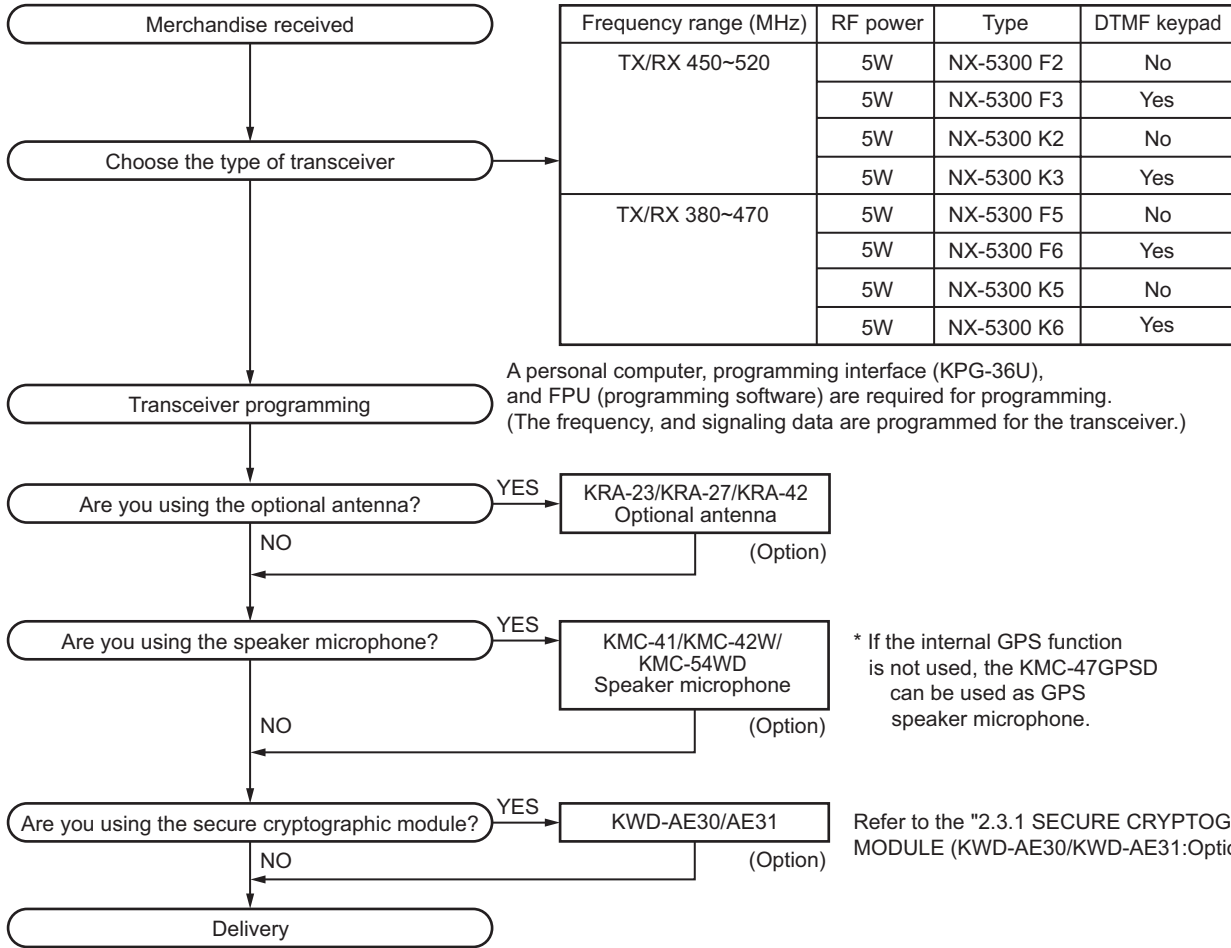 Merchandise received
Frequency range (MHz) RF power Type DTMF keypad
TX/RX 450~520 5W NX-5300 F2 No
5W NX-5300 F3 Yes
5W NX-5300 K2 No
5W NX-5300 K3 Yes
TX/RX 380~470 5W NX-5300 F5 No
5W NX-5300 F6 Yes
5W NX-5300 K5 No
5W NX-5300 K6 Yes
Choose the type of transceiver
Transceiver programming
A personal computer, programming interface (KPG-36U),
and FPU (programming software) are required for programming.
(The frequency, and signaling data are programmed for the transceiver.)
Are you using the optional antenna?
YES
KRA-23/KRA-27/KRA-42
Optional antenna
(Option)
NO
Are you using the speaker microphone?
YES
KMC-41/KMC-42W/
KMC-54WD
Speaker microphone
(Option)
* If the internal GPS function
is not used, the KMC-47GPSD
can be used as GPS
speaker microphone.
NO
Are you using the secure cryptographic module?
YES
KWD-AE30/AE31
(Option)
Refer to the "2.3.1 SECURE
MODULE (KWD-AE30/KWD-AE31:
NO
Delivery